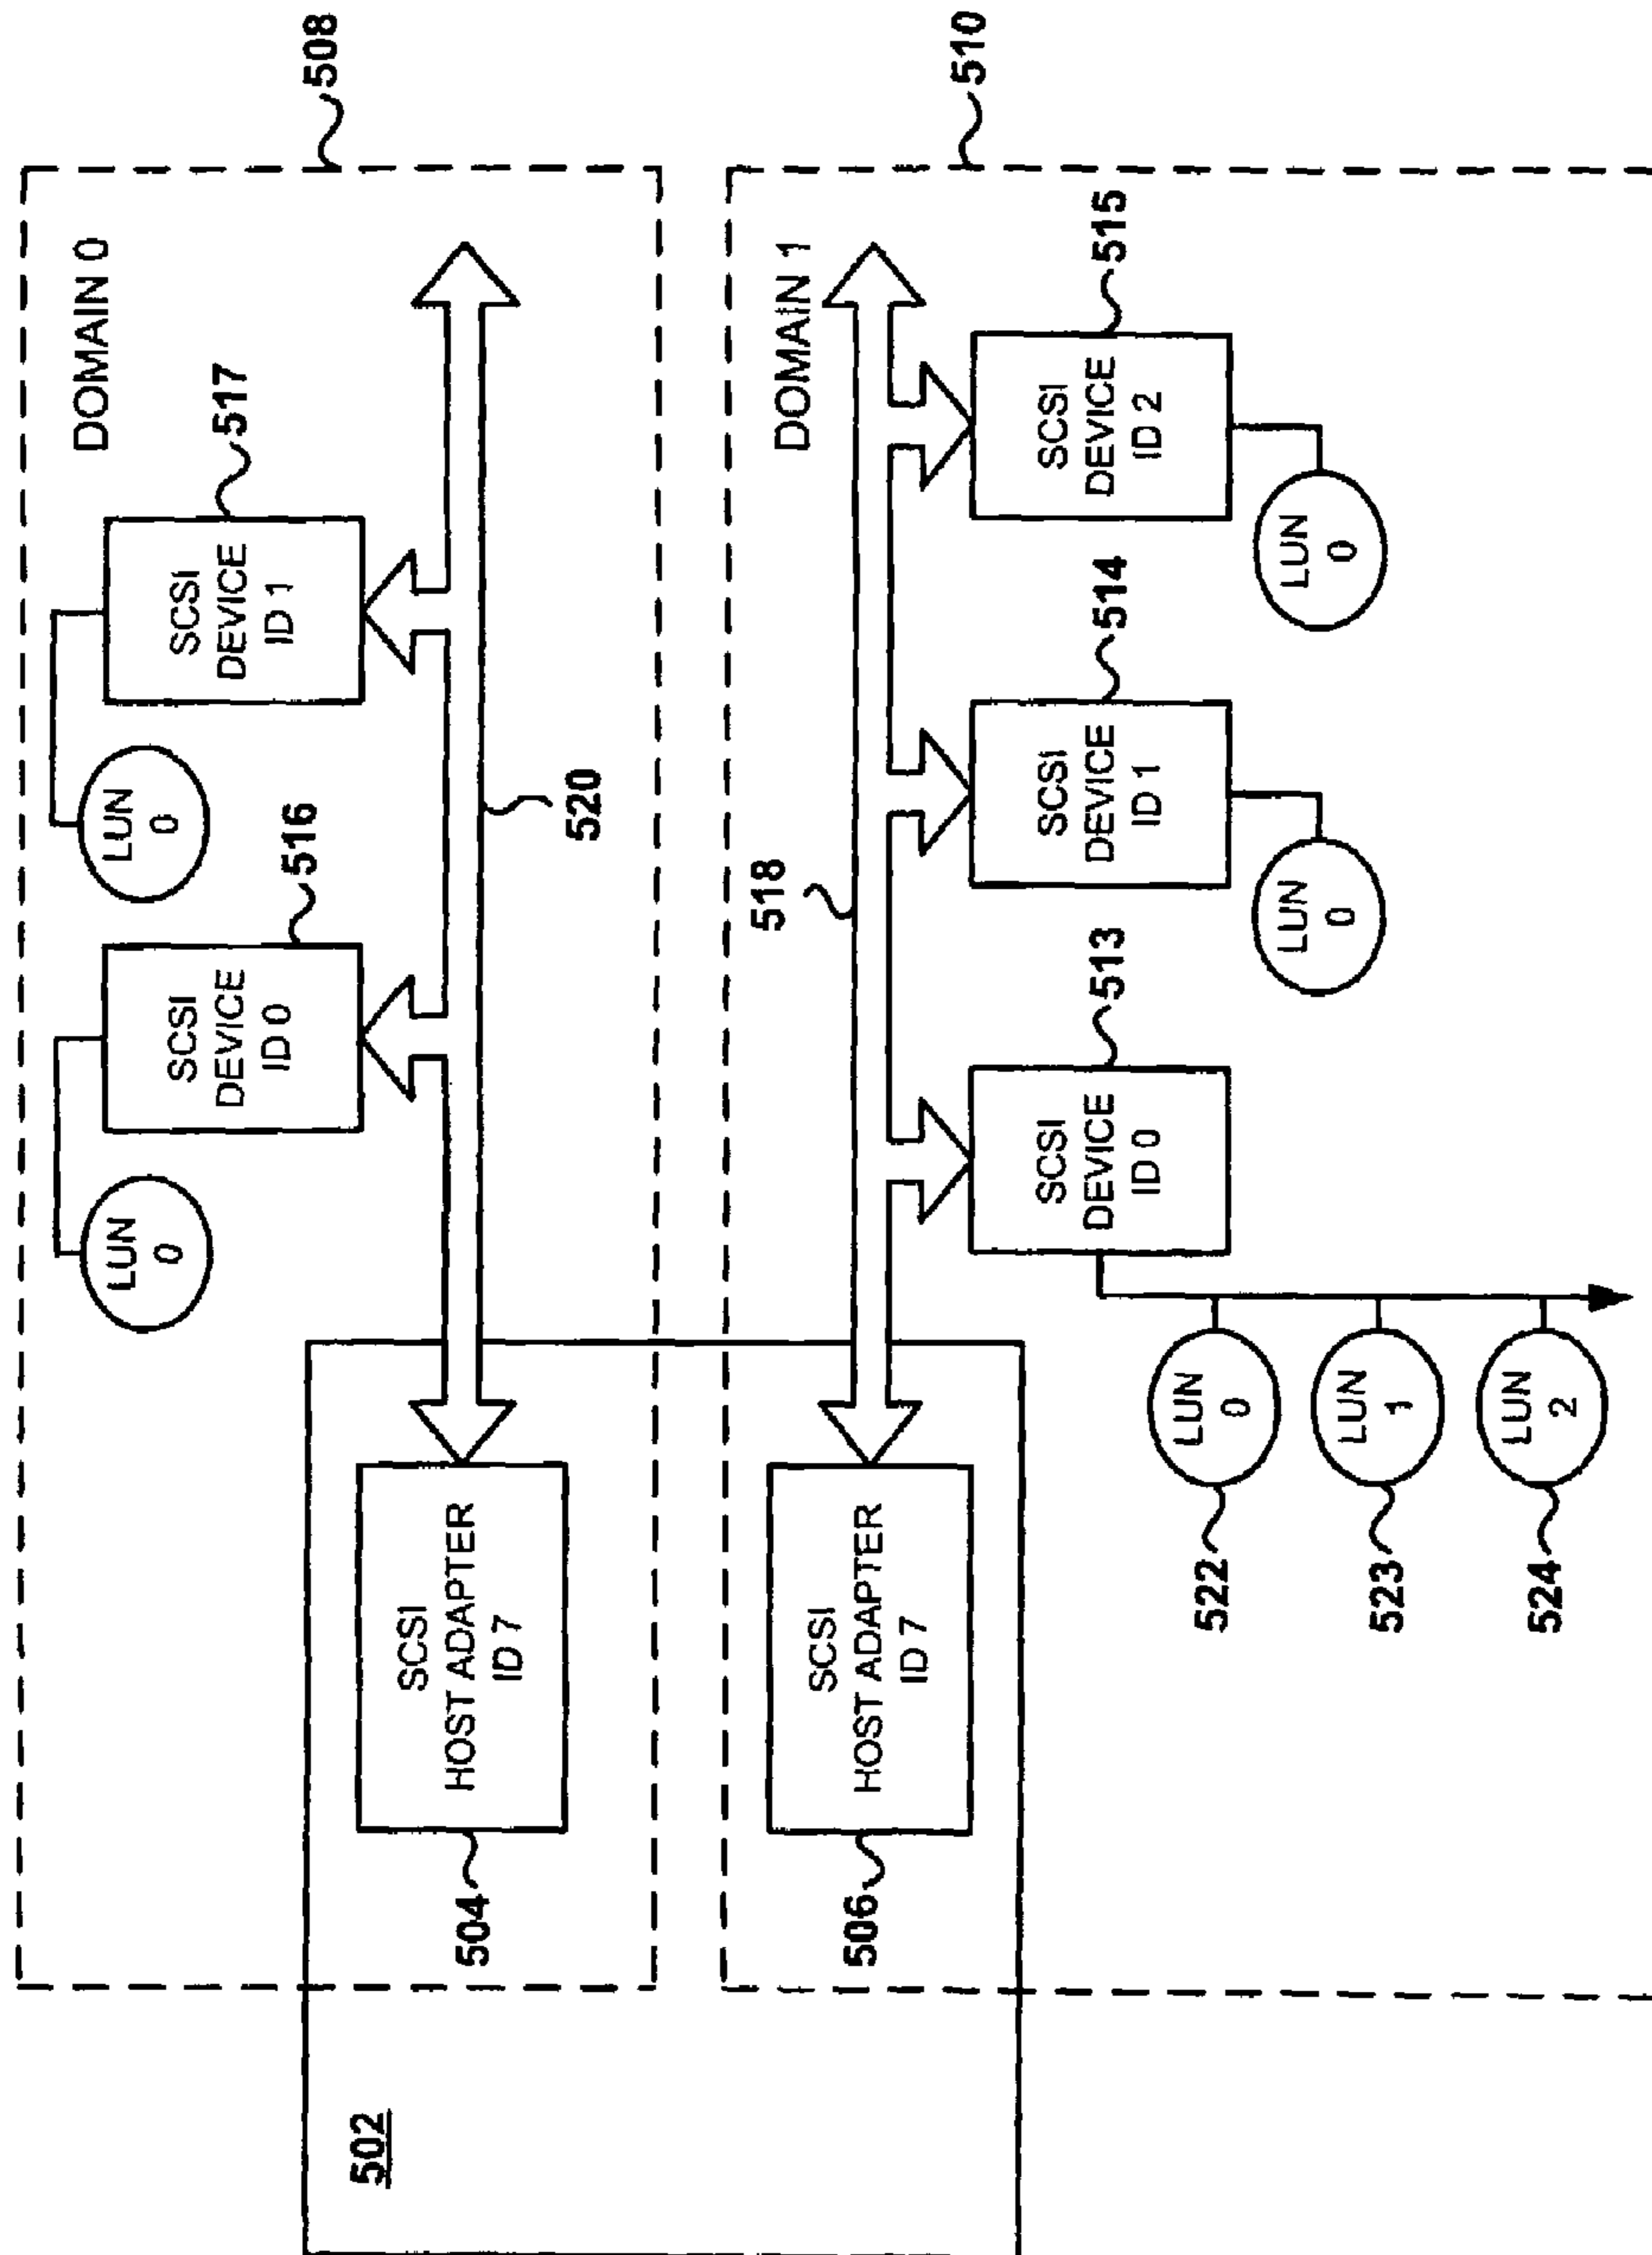 508
DOMAIN 0
517
SCSI
DEVICE
ID 1
LUN
0
516
SCSI
DEVICE
ID 0
LUN
0
520
SCSI
HOST ADAPTER
ID 7
504
502
510
DOMAIN 1
518
515
SCSI
DEVICE
ID 2
LUN
0
514
SCSI
DEVICE
ID 1
LUN
0
513
SCSI
DEVICE
ID 0
SCSI
HOST ADAPTER
ID 7
506
LUN
0
522
LUN
1
523
LUN
2
524